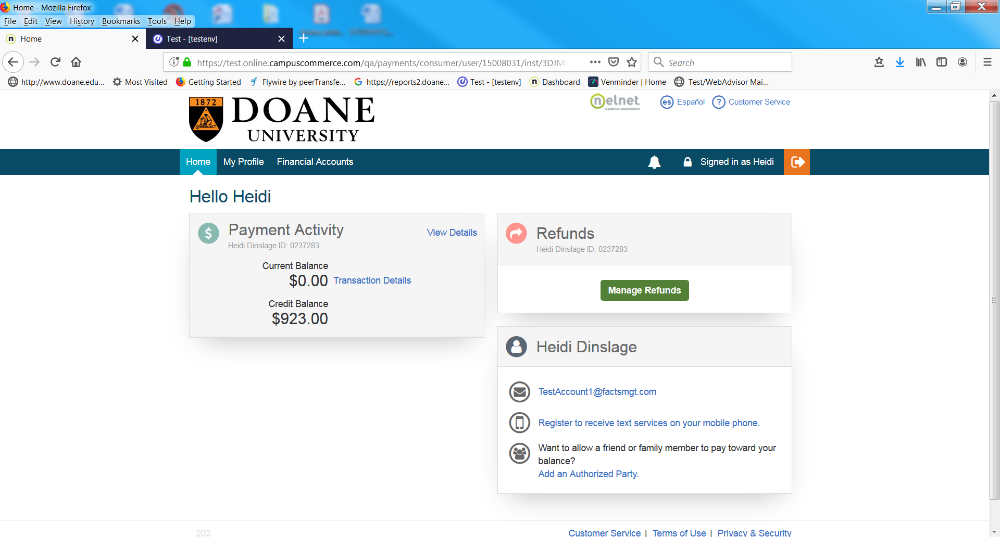 Home - Mozilla Firefox
File Edit View History Bookmarks Tools Help
Home
Test - [testenv]
https://test.online.campuscommerce.com/qa/payments/consumer/user/15008031/inst/3DJM
Search
http://www.doane.edu...
Most Visited
Getting Started
Flywire by peerTransfe...
https://reports2.doane...
Test - [testenv]
Dashboard
Venminder | Home
Test/WebAdvisor Mai...
1872
DOANE
UNIVERSITY
nelnet
CAMPUS COMMERCE
es Español
? Customer Service
Home
My Profile
Financial Accounts
Signed in as Heidi
Hello Heidi
$ Payment Activity
View Details
Heidi Dinslage ID: 0237283
Current Balance
$0.00 Transaction Details
Credit Balance
$923.00
Refunds
Heidi Dinslage ID: 0237283
Manage Refunds
Heidi Dinslage
TestAccount1@factsmgt.com
Register to receive text services on your mobile phone.
Want to allow a friend or family member to pay toward your
balance?
Add an Authorized Party.
202
Customer Service | Terms of Use | Privacy & Security